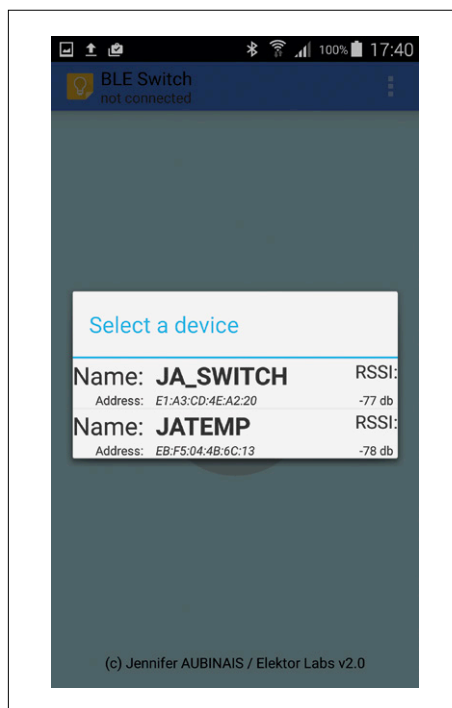 100% 17:40
BLE Switch
not connected
Select a device
Name: JA_SWITCH RSSI:
Address: E1:A3:CD:4E:A2:20 -77 db
Name: JATEMP RSSI:
Address: EB:F5:04:4B:6C:13 -78 db
(c) Jennifer AUBINAIS / Elektor Labs v2.0